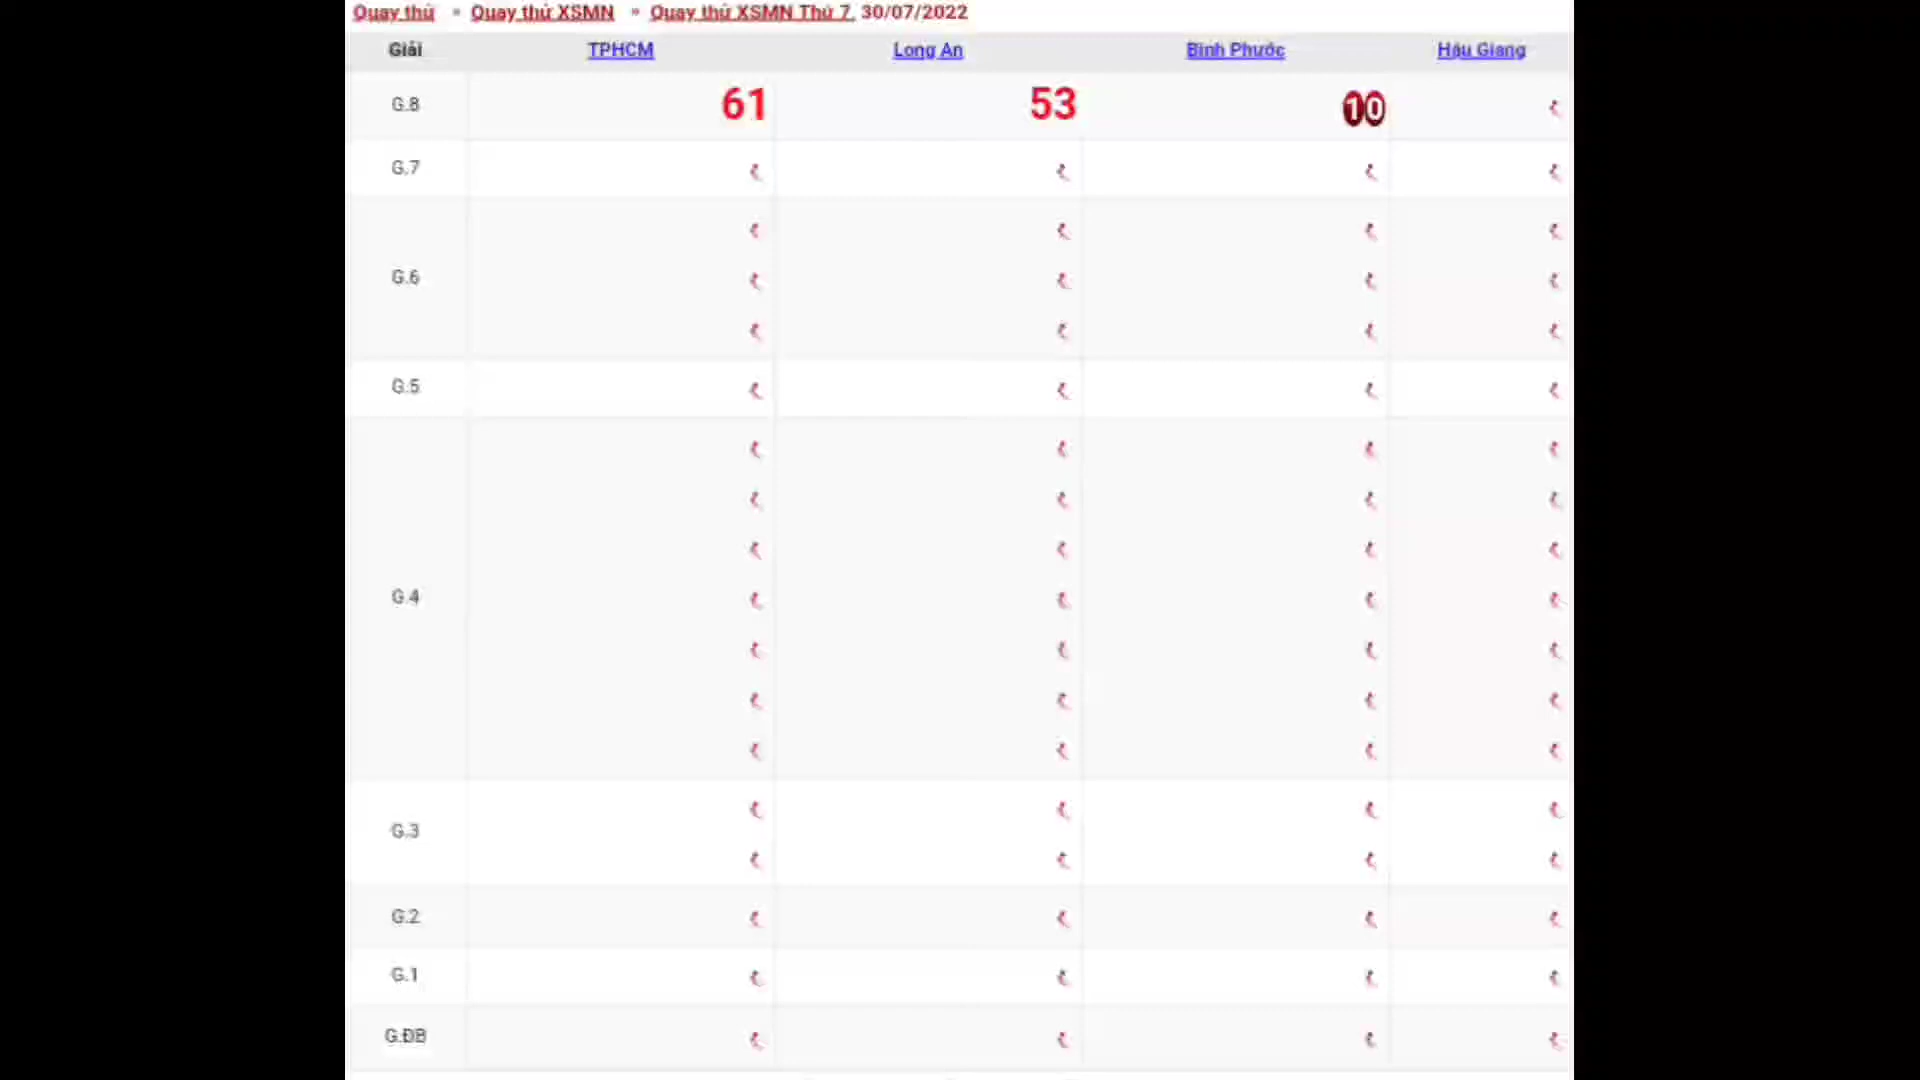 Quay thử » Quay thử XSMN » Quay thử XSMN Thứ 7 30/07/2022
Giải TPHCM Long An Bình Phước Hậu Giang
G.8 61 53 10
G.7
G.6
G.5
G.4
G.3
G.2
G.1
G.ĐB